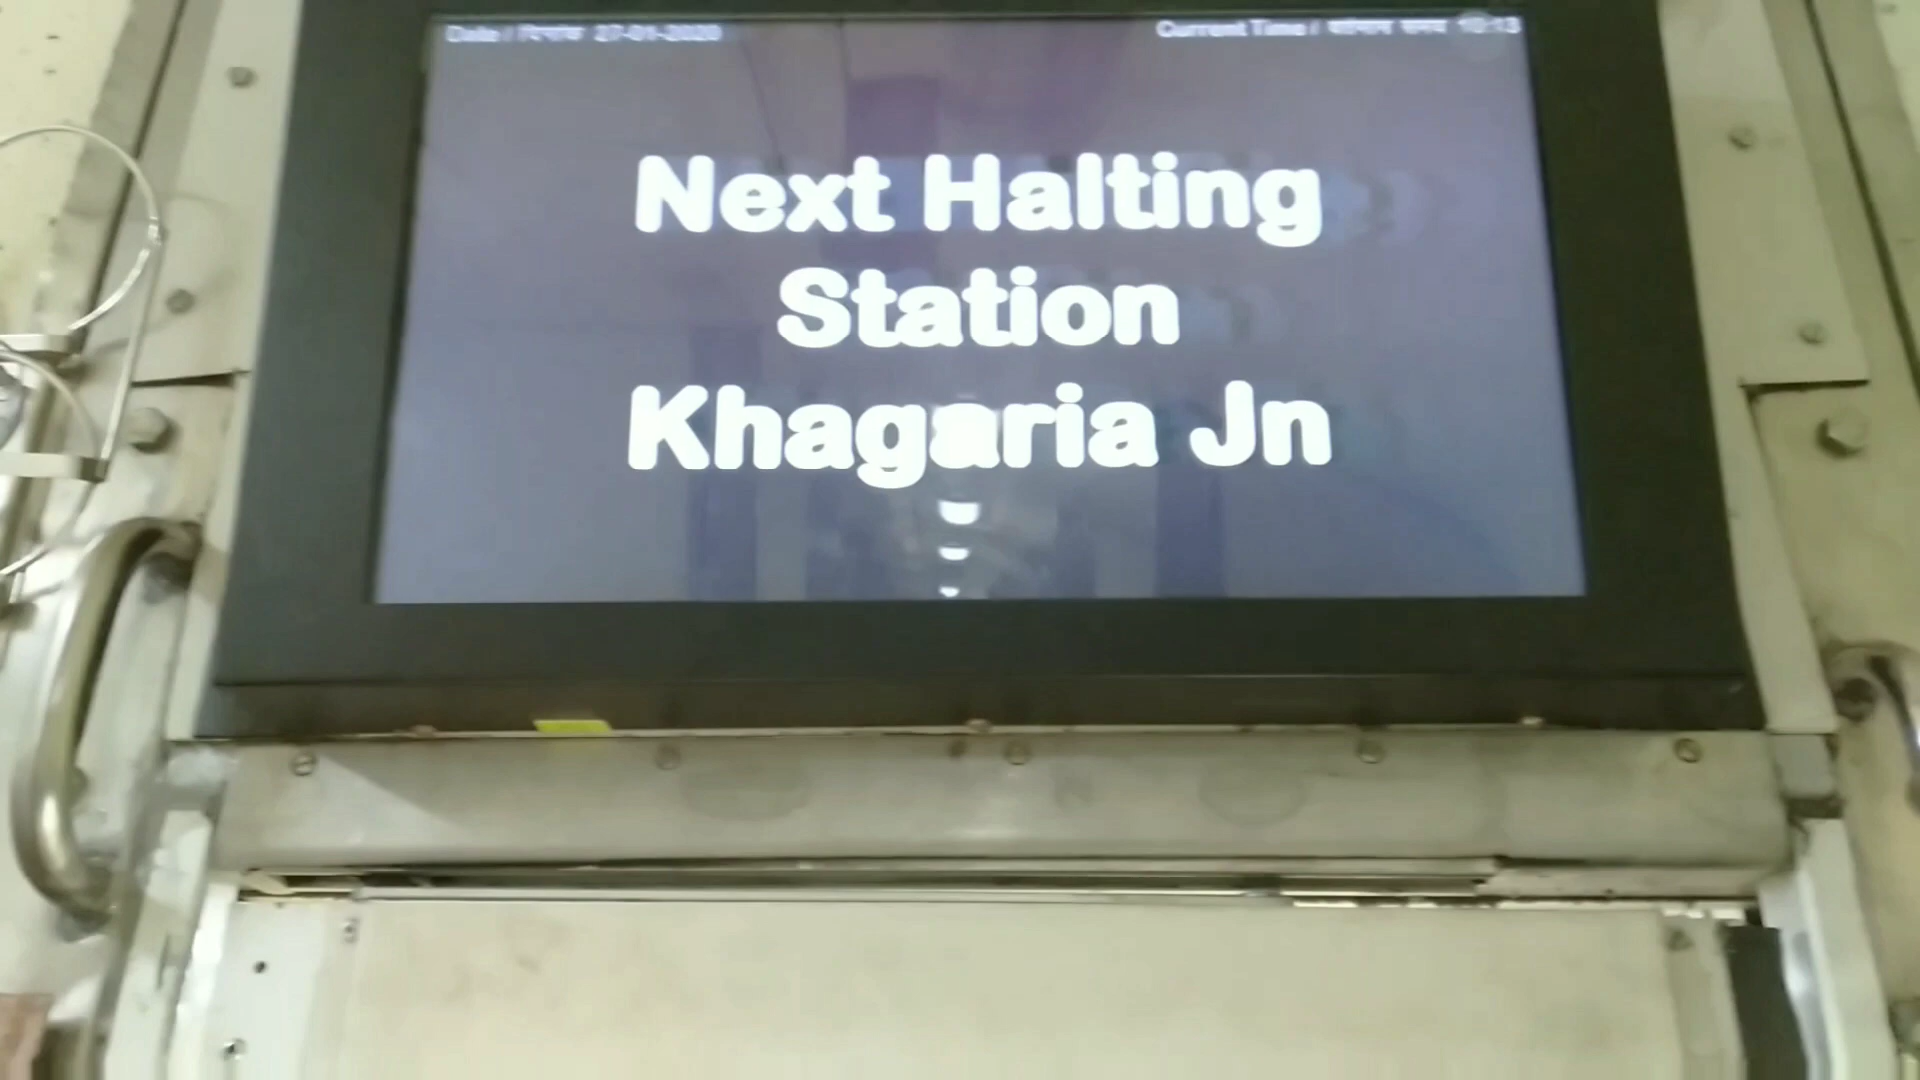 Date / दिनांक 27-01-2020
Current Time / वर्तमान समय
Next Halting
Station
Khagaria Jn